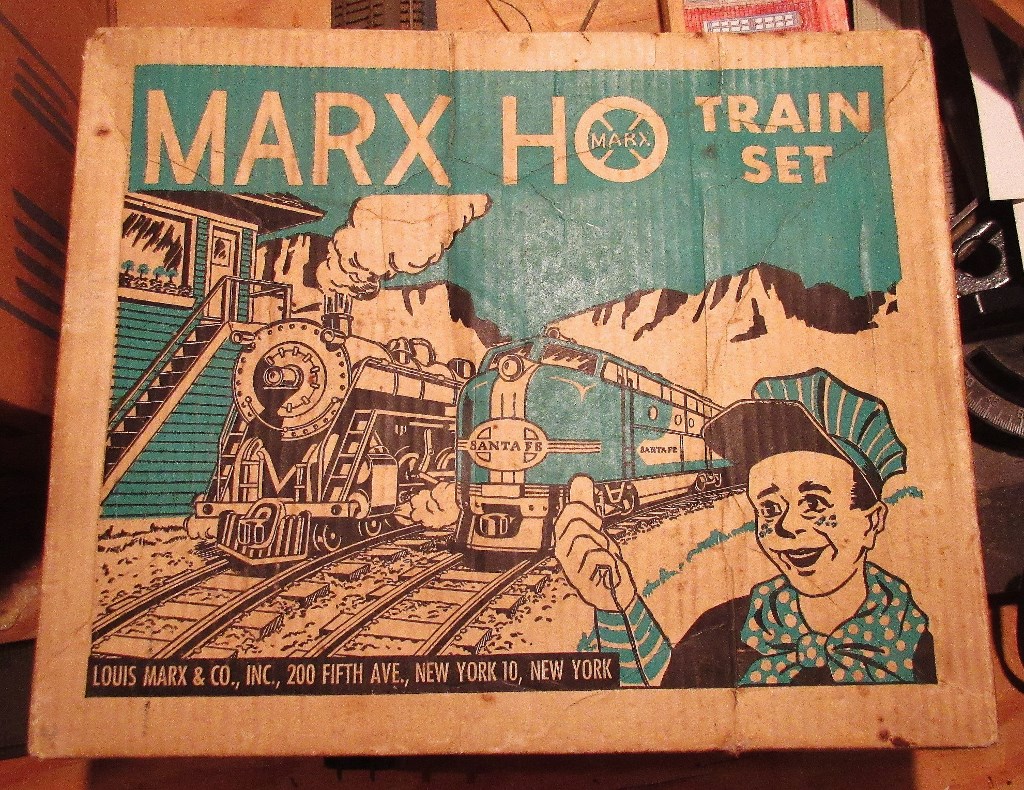 MARX HO TRAIN
SET
MARX
SANTA FE
SANTA FE
LOUIS MARX & CO., INC., 200 FIFTH AVE., NEW YORK 10, NEW YORK